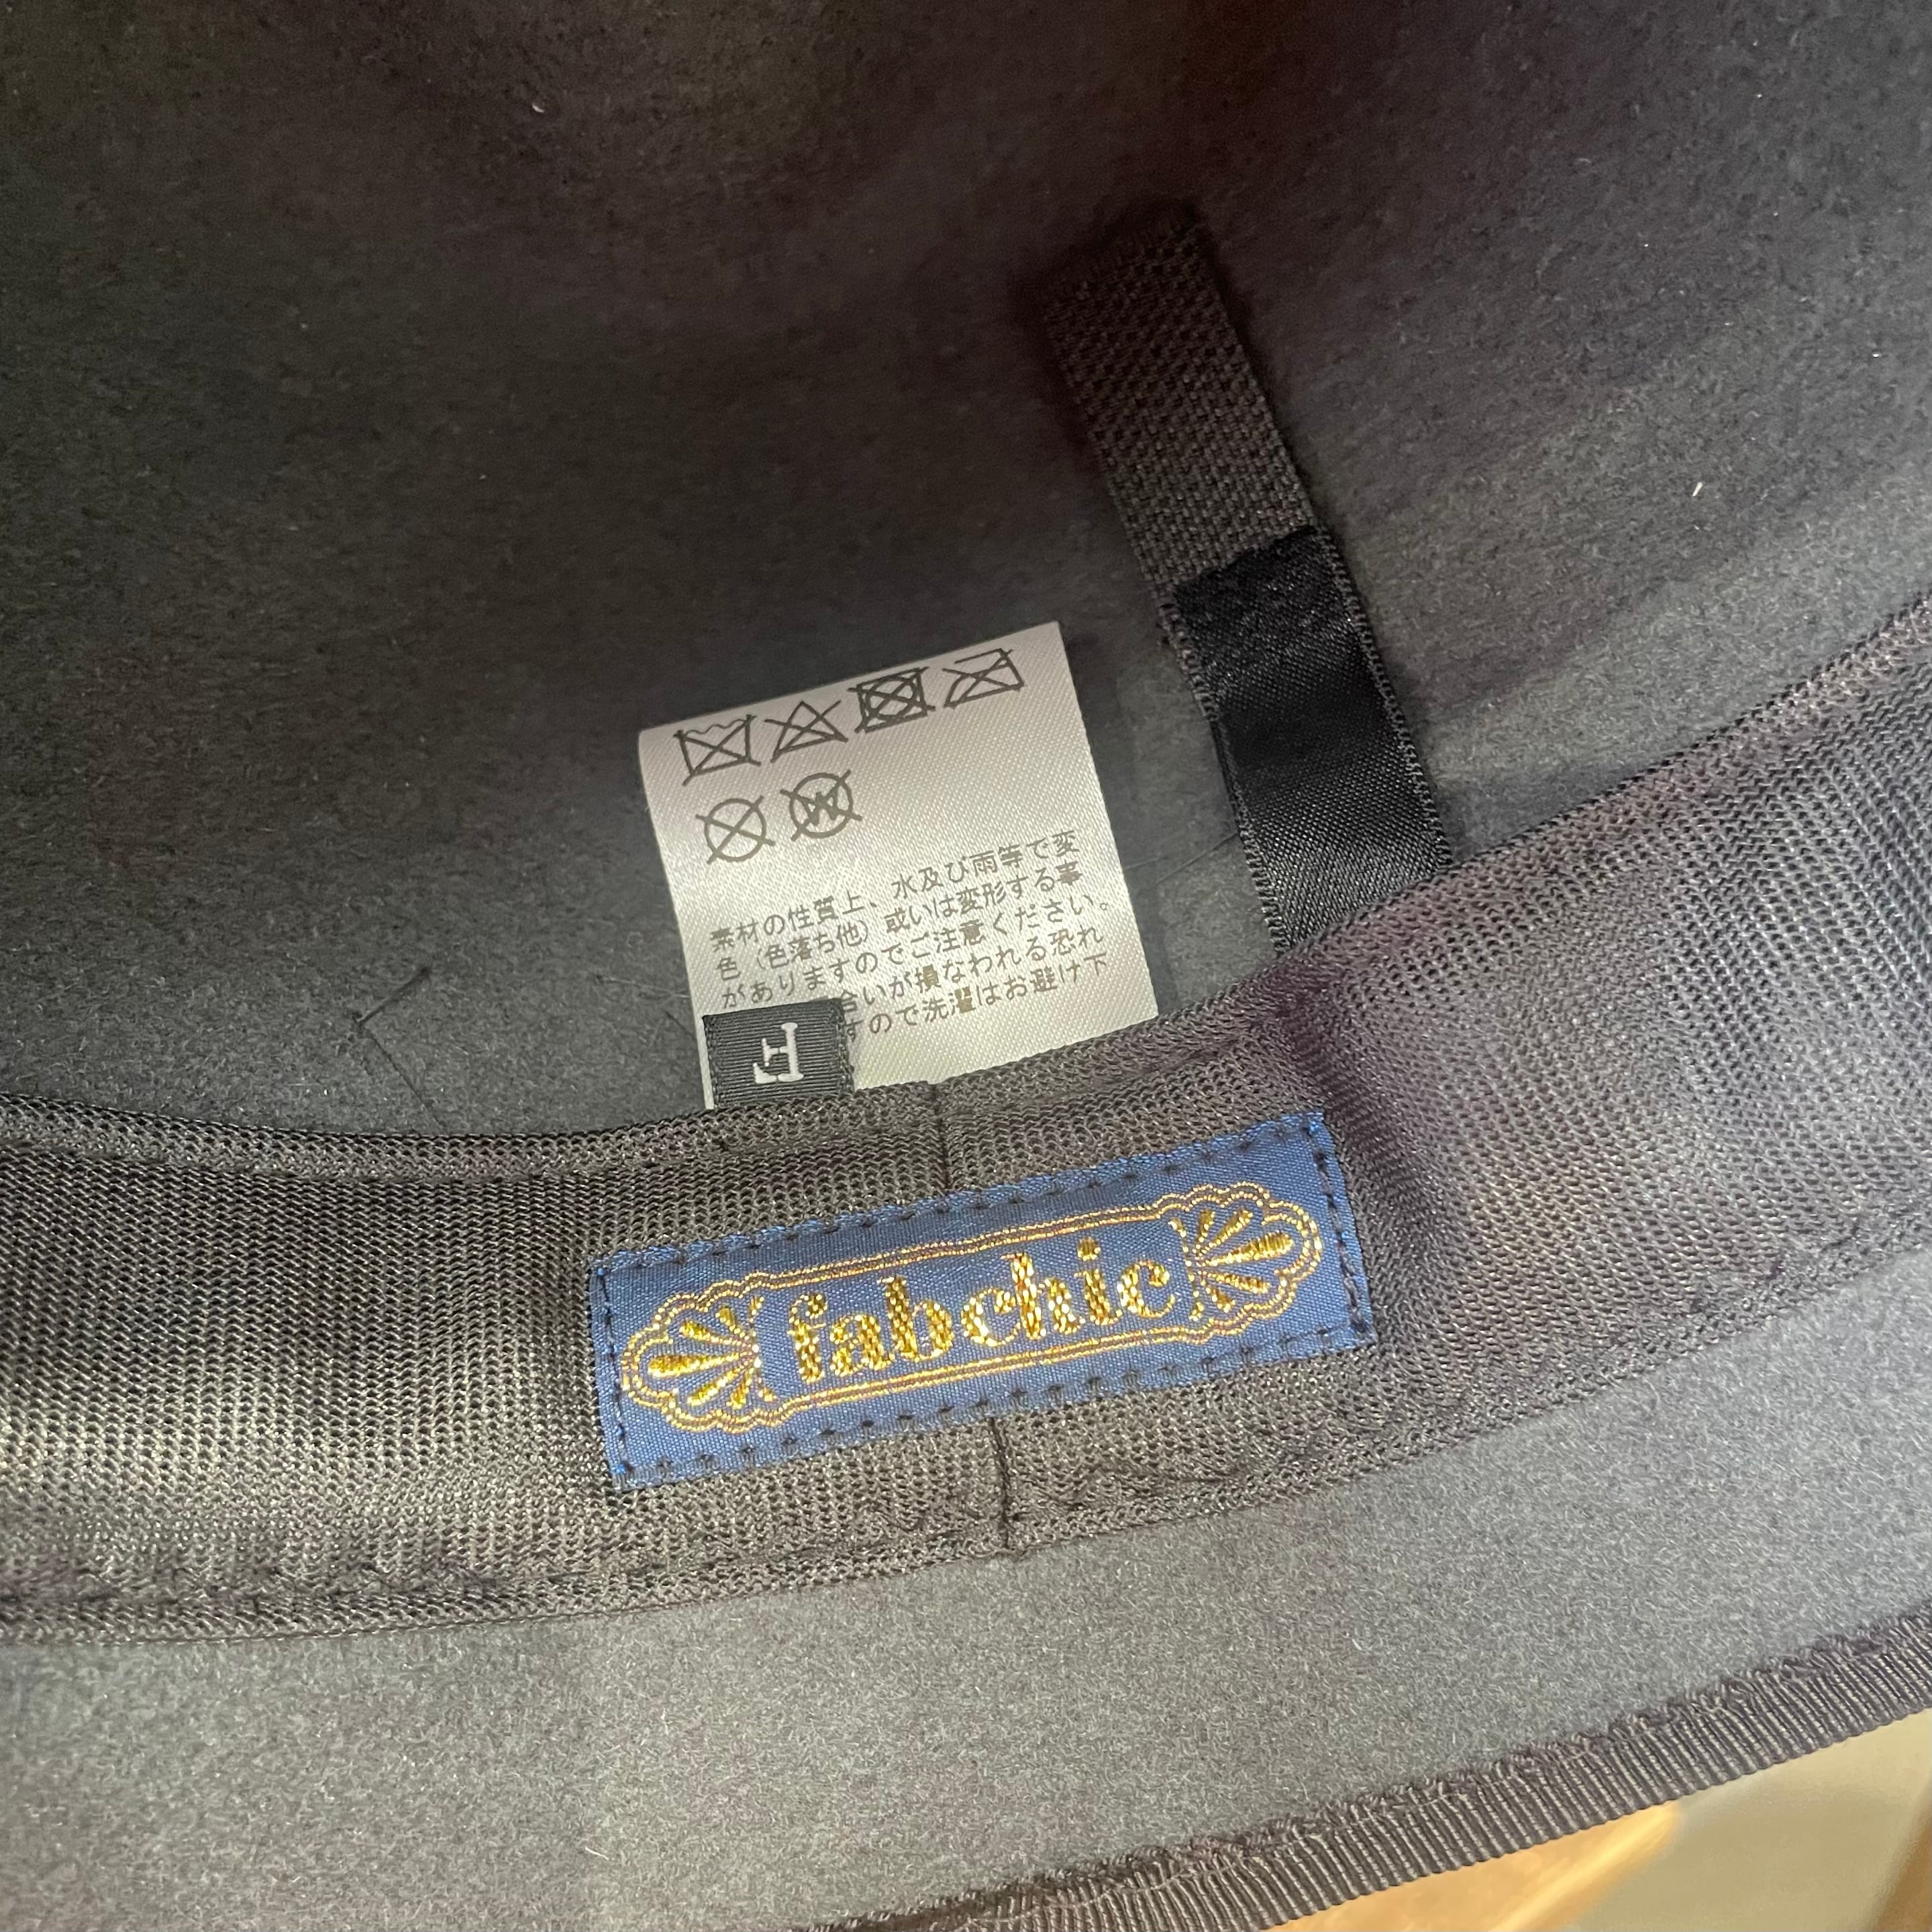 W
素材の性質上、水及び雨等で変
色（色落ち他）或いは変形する事
がありますのでご注意ください。
合いが損なわれる恐れ
すので洗濯はお避け下
F
fabchic